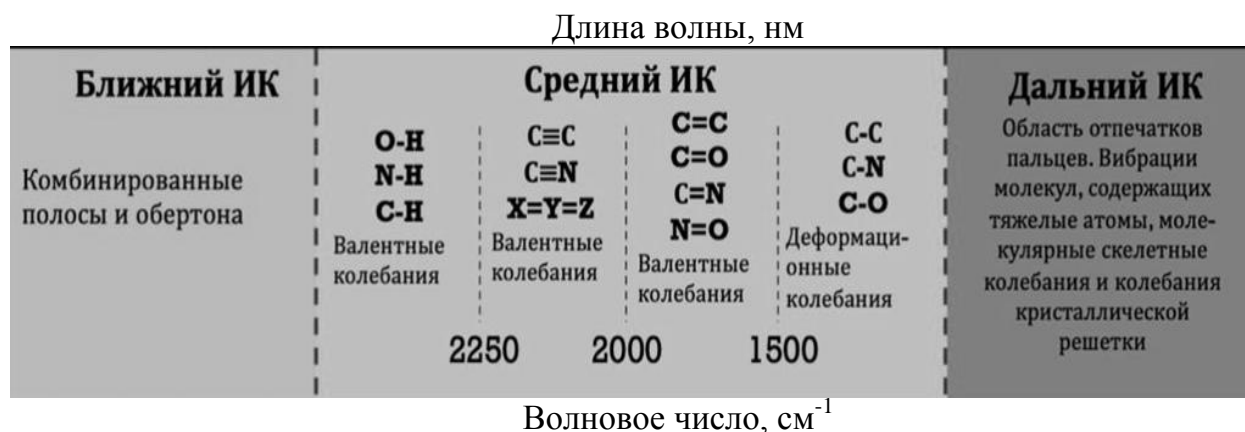 Длина волны, нм
Ближний ИК
Комбинированные
полосы и обертона
Средний ИК
O-H
N-H
C-H
Валентные
колебания
C≡C
C≡N
X=Y=Z
Валентные
колебания
C=C
C=O
C=N
N=O
Валентные
колебания
C-C
C-N
C-O
Деформаци-
онные
колебания
2250 2000 1500
Дальний ИК
Область отпечатков
пальцев. Вибрации
молекул, содержащих
тяжелые атомы, моле-
кулярные скелетные
колебания и колебания
кристаллической
решетки
Волновое число, см⁻¹